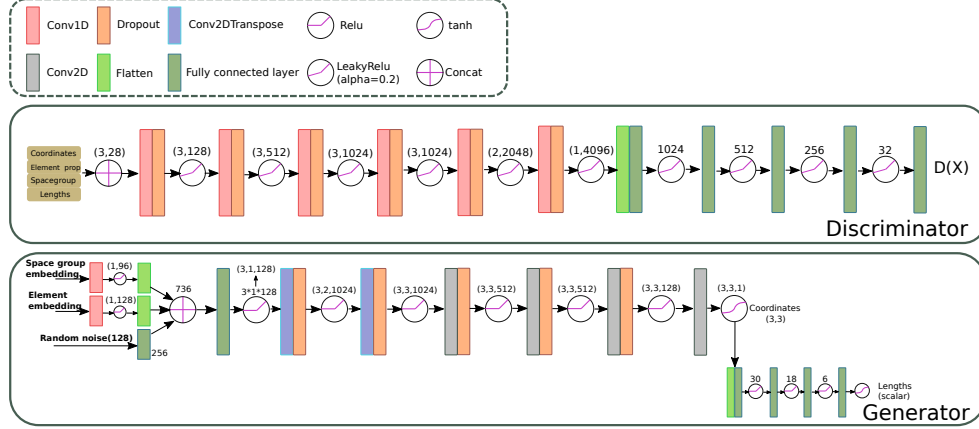 Conv1D Dropout Conv2DTranspose Relu tanh
Conv2D Flatten Fully connected layer LeakyRelu Concat
(alpha=0.2)
Coordinates
Element prop
Spacegroup
Lengths
(3,28) (3,128) (3,512) (3,1024) (3,1024) (2,2048) (1,4096) 1024 512 256 32
D(X)
Discriminator
Space group
embedding
(1,96)
Element
embedding
(1,128)
Random noise(128)
256
736
(3,1,128)
3*1*128
(3,2,1024) (3,3,1024) (3,3,512) (3,3,512) (3,3,128) (3,3,1)
Coordinates
(3,3)
30 18 6
Lengths
(scalar)
Generator